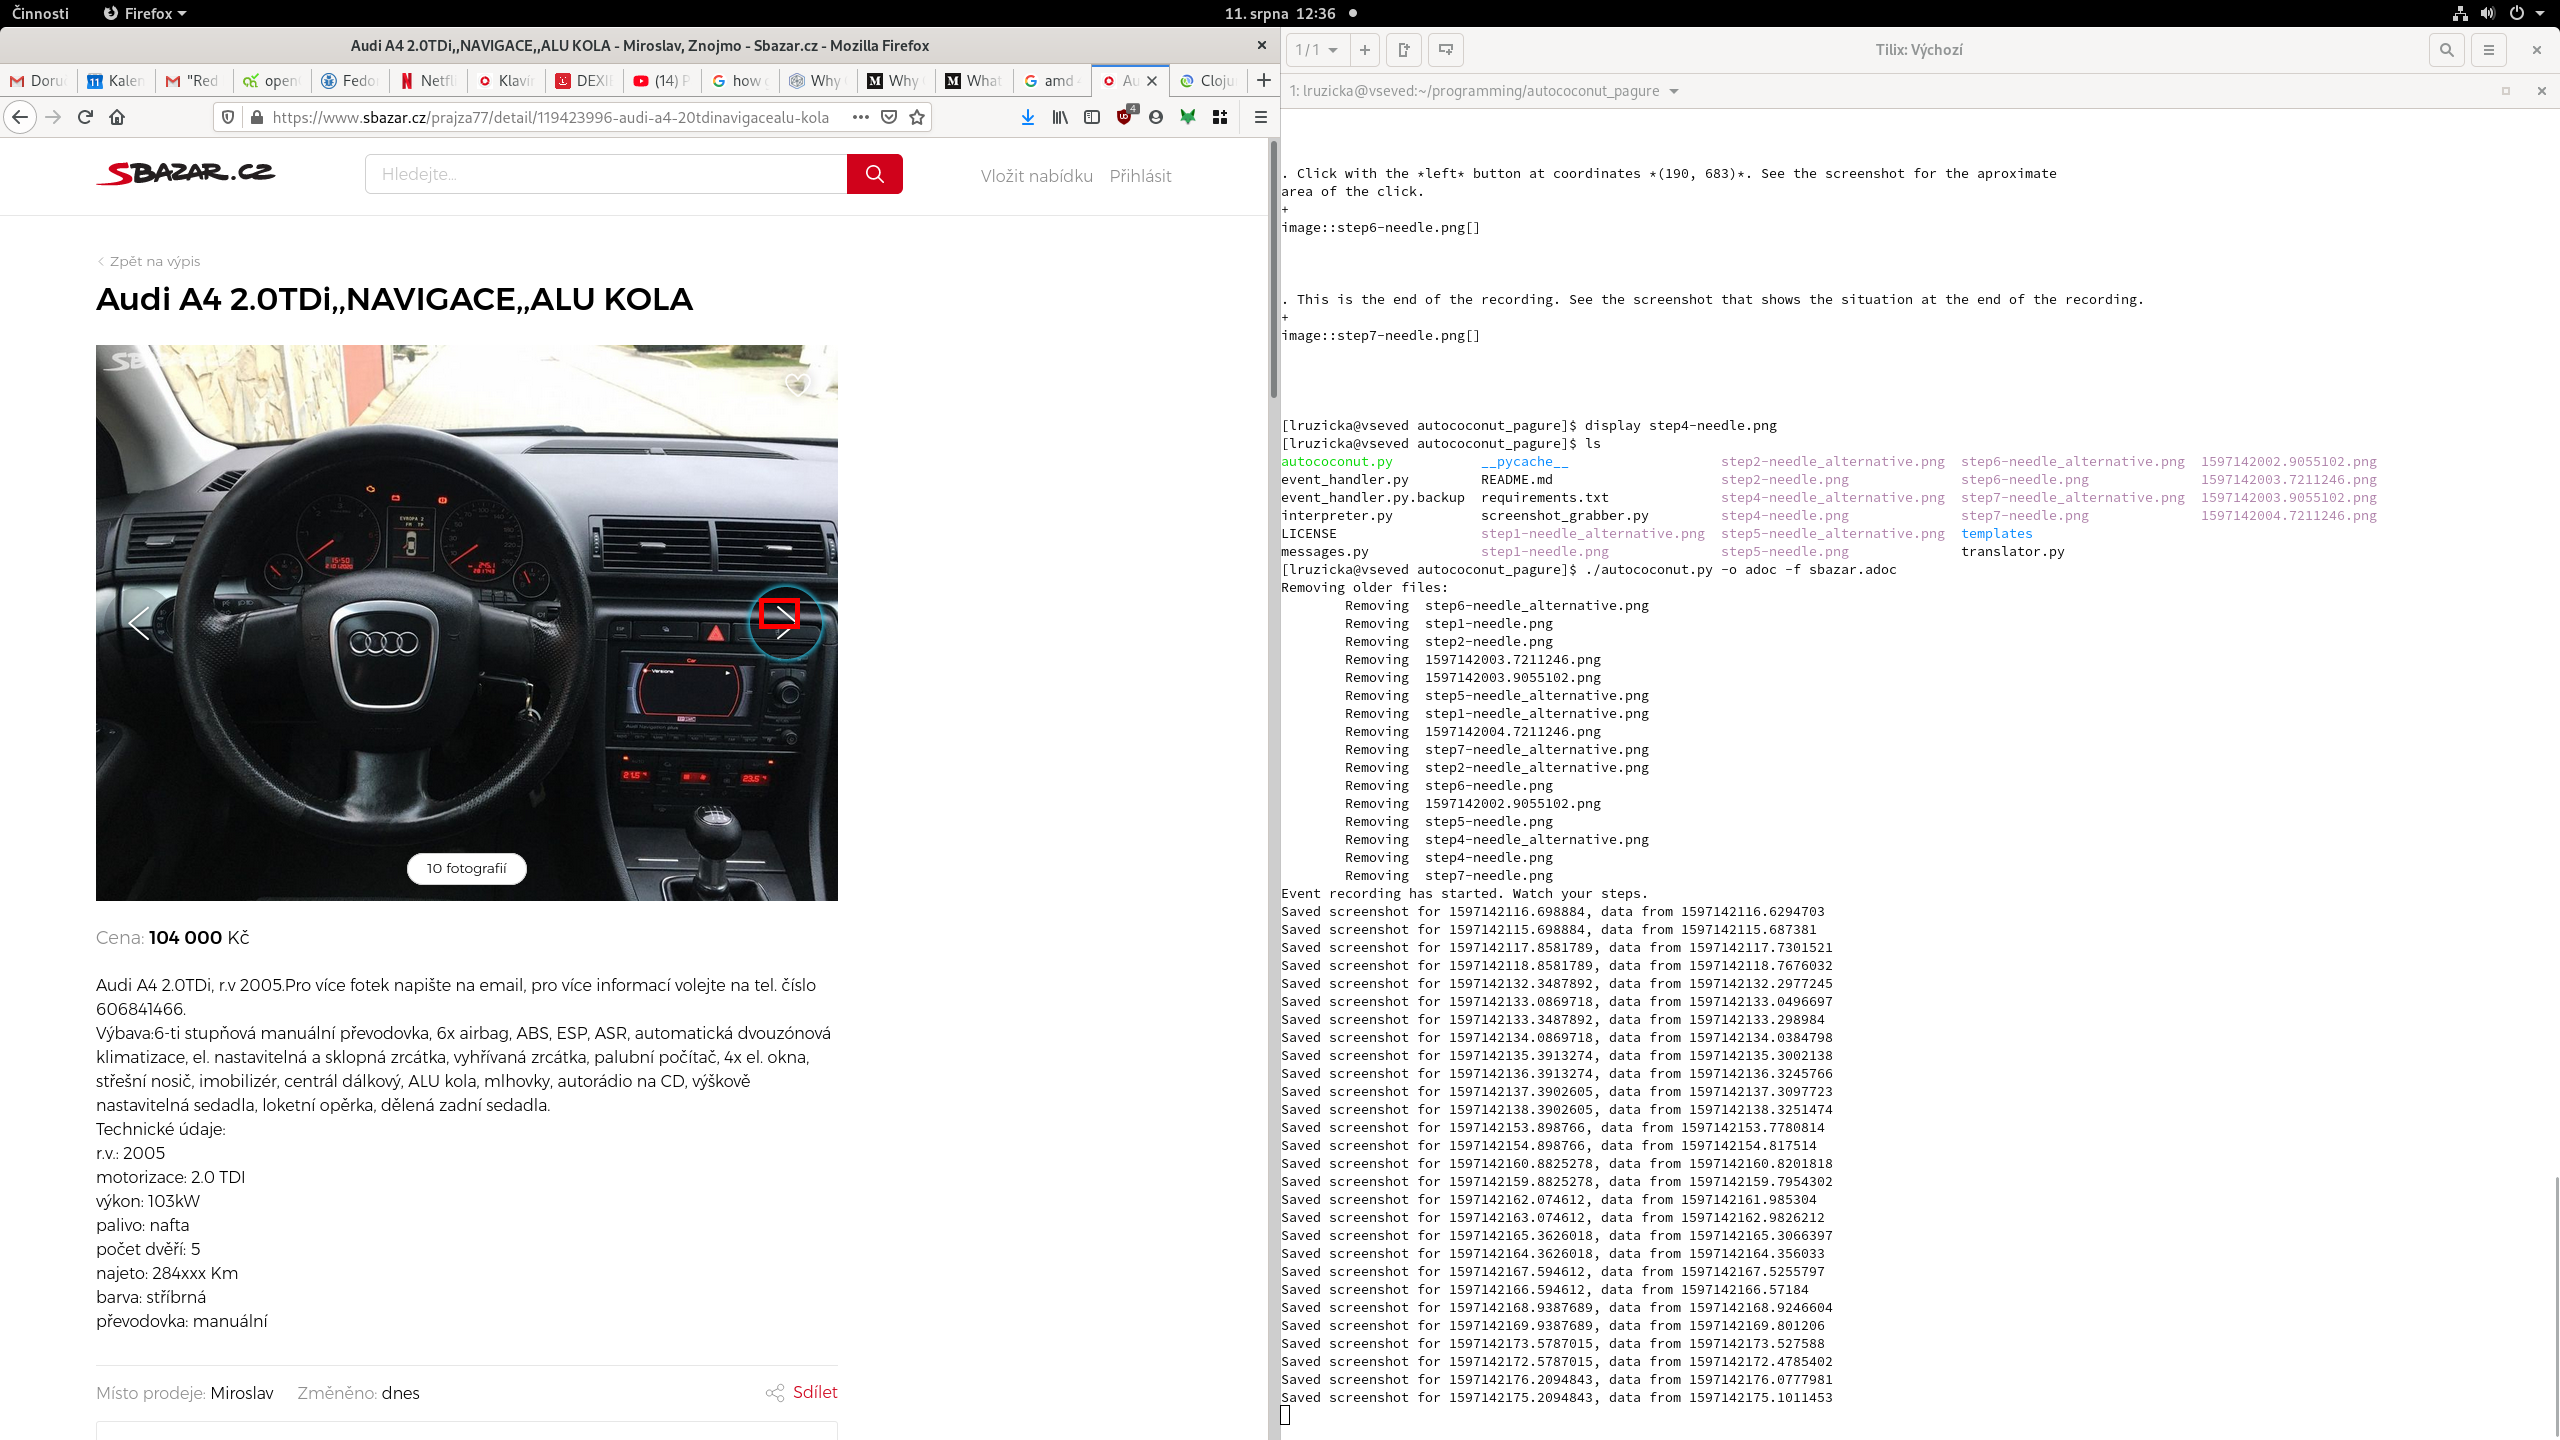 Činnosti
Firefox
11. srpna 12:36
Audi A4 2.0TDi,,NAVIGACE,,ALU KOLA - Miroslav, Znojmo - Sbazar.cz - Mozilla Firefox
Doru
Kalen
"Red
open
Fedo
Netfl
Klaví
DEXI
(14) P
how
Why
Why
What
amd
Au
Cloju
https://www.sbazar.cz/prajza77/detail/119423996-audi-a4-20tdinavigacealu-kola
4
SBAZAR.CZ
Hledejte...
Vložit nabídku
Přihlásit
Zpět na výpis
Audi A4 2.0TDi,,NAVIGACE,,ALU KOLA
10 fotografií
Cena: 104 000 Kč
Audi A4 2.0TDi, r.v 2005.Pro více fotek napište na email, pro více informací volejte na tel. číslo
606841466.
Výbava:6-ti stupňová manuální převodovka, 6x airbag, ABS, ESP, ASR, automatická dvouzónová
klimatizace, el. nastavitelná a sklopná zrcátka, vyhřívaná zrcátka, palubní počítač, 4x el. okna,
střešní nosič, imobilizér, centrál dálkový, ALU kola, mlhovky, autorádio na CD, výškově
nastavitelná sedadla, loketní opěrka, dělená zadní sedadla.
Technické údaje:
r.v.: 2005
motorizace: 2.0 TDI
výkon: 103kW
palivo: nafta
počet dvěří: 5
najeto: 284xxx Km
barva: stříbrná
převodovka: manuální
Místo prodeje: Miroslav
Změněno: dnes
Sdílet
1 / 1
Tilix: Výchozí
1: lruzicka@vseved:~/programming/autococonut_pagure
. Click with the *left* button at coordinates *(190, 683)*. See the screenshot for the aproximate
area of the click.
+
image::step6-needle.png[]
. This is the end of the recording. See the screenshot that shows the situation at the end of the recording.
+
image::step7-needle.png[]
[lruzicka@vseved autococonut_pagure]$ display step4-needle.png
[lruzicka@vseved autococonut_pagure]$ ls
autococonut.py __pycache__ step2-needle_alternative.png step6-needle_alternative.png 1597142002.9055102.png
event_handler.py README.md step2-needle.png step6-needle.png 1597142003.7211246.png
event_handler.py.backup requirements.txt step4-needle_alternative.png step7-needle_alternative.png 1597142003.9055102.png
interpreter.py screenshot_grabber.py step4-needle.png step7-needle.png 1597142004.7211246.png
LICENSE step1-needle_alternative.png step5-needle_alternative.png templates
messages.py step1-needle.png step5-needle.png translator.py
[lruzicka@vseved autococonut_pagure]$ ./autococonut.py -o adoc -f sbazar.adoc
Removing older files:
Removing step6-needle_alternative.png
Removing step1-needle.png
Removing step2-needle.png
Removing 1597142003.7211246.png
Removing 1597142003.9055102.png
Removing step5-needle_alternative.png
Removing step1-needle_alternative.png
Removing 1597142004.7211246.png
Removing step7-needle_alternative.png
Removing step2-needle_alternative.png
Removing step6-needle.png
Removing 1597142002.9055102.png
Removing step5-needle.png
Removing step4-needle_alternative.png
Removing step4-needle.png
Removing step7-needle.png
Event recording has started. Watch your steps.
Saved screenshot for 1597142116.698884, data from 1597142116.6294703
Saved screenshot for 1597142115.698884, data from 1597142115.687381
Saved screenshot for 1597142117.8581789, data from 1597142117.7301521
Saved screenshot for 1597142118.8581789, data from 1597142118.7676032
Saved screenshot for 1597142132.3487892, data from 1597142132.2977245
Saved screenshot for 1597142133.0869718, data from 1597142133.0496697
Saved screenshot for 1597142133.3487892, data from 1597142133.298984
Saved screenshot for 1597142134.0869718, data from 1597142134.0384798
Saved screenshot for 1597142135.3913274, data from 1597142135.3002138
Saved screenshot for 1597142136.3913274, data from 1597142136.3245766
Saved screenshot for 1597142137.3902605, data from 1597142137.3097723
Saved screenshot for 1597142138.3902605, data from 1597142138.3251474
Saved screenshot for 1597142153.898766, data from 1597142153.7780814
Saved screenshot for 1597142154.898766, data from 1597142154.817514
Saved screenshot for 1597142160.8825278, data from 1597142160.8201818
Saved screenshot for 1597142159.8825278, data from 1597142159.7954302
Saved screenshot for 1597142162.074612, data from 1597142161.985304
Saved screenshot for 1597142163.074612, data from 1597142162.9826212
Saved screenshot for 1597142165.3626018, data from 1597142165.3066397
Saved screenshot for 1597142164.3626018, data from 1597142164.356033
Saved screenshot for 1597142167.594612, data from 1597142167.5255797
Saved screenshot for 1597142166.594612, data from 1597142166.57184
Saved screenshot for 1597142168.9387689, data from 1597142168.9246604
Saved screenshot for 1597142169.9387689, data from 1597142169.801206
Saved screenshot for 1597142173.5787015, data from 1597142173.527588
Saved screenshot for 1597142172.5787015, data from 1597142172.4785402
Saved screenshot for 1597142176.2094843, data from 1597142176.0777981
Saved screenshot for 1597142175.2094843, data from 1597142175.1011453